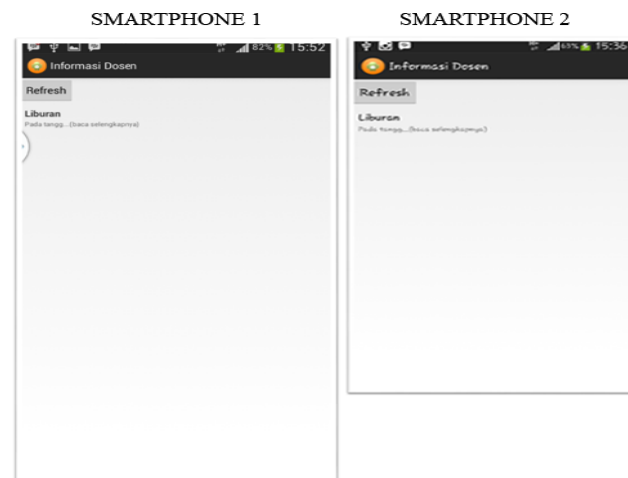 SMARTPHONE 1
82% 15:52
Informasi Dosen
Refresh
Liburan
Pada tangg...(baca selengkapnya)
SMARTPHONE 2
63% 15:36
Informasi Dosen
Refresh
Liburan
Pada tangg...(baca selengkapnya)